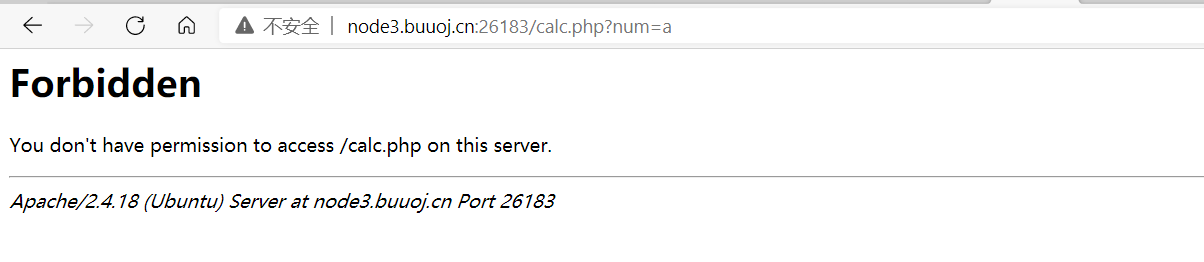 不安全 | node3.buuoj.cn:26183/calc.php?num=a
Forbidden
You don't have permission to access /calc.php on this server.
Apache/2.4.18 (Ubuntu) Server at node3.buuoj.cn Port 26183